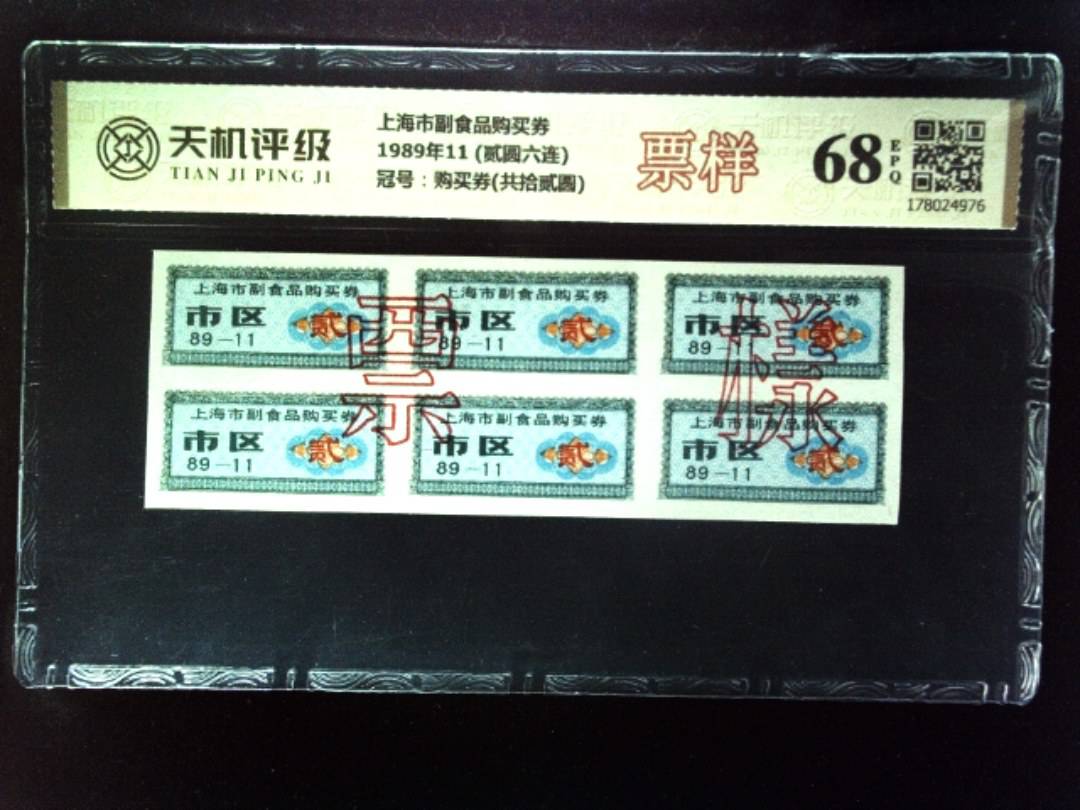 天机评级
TIAN JI PING JI
上海市副食品购买券
1989年11 (贰圆六连)
冠号：购买券(共拾贰圆)
票样
68
EPQ
178024976
上海市副食品购买券
市区
贰
89-11
上海市副食品购买券
市区
贰
89-11
上海市副食品购买券
市区
贰
89-
票樣
上海市副食品购买券
市区
贰
89-11
上海市副食品购买券
市区
贰
89-11
上海市副食品购买券
市区
贰
89-11